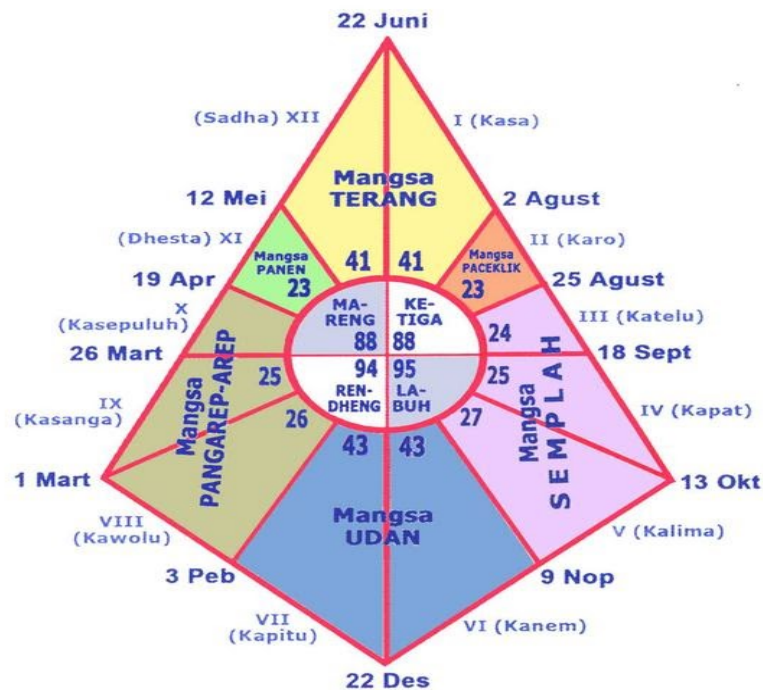 22 Juni
(Sadha) XII
I (Kasa)
Mangsa
TERANG
12 Mei
2 Agust
(Dhesta) XI
II (Karo)
Mangsa
PANEN
23
41
41
Mangsa
PACEKLIK
23
19 Apr
25 Agust
X
(Kasepuluh)
III (Katelu)
MA-
RENG
88
KE-
TIGA
88
24
26 Mart
18 Sept
25
94
REN-
DHENG
95
LA-
BUH
25
IX
(Kasanga)
Mangsa
PANGAREP-AREP
26
27
Mangsa
SEMPLAH
IV (Kapat)
43
43
1 Mart
13 Okt
Mangsa
UDAN
VIII
(Kawolu)
V (Kalima)
3 Peb
9 Nop
VII
(Kapitu)
VI (Kanem)
22 Des